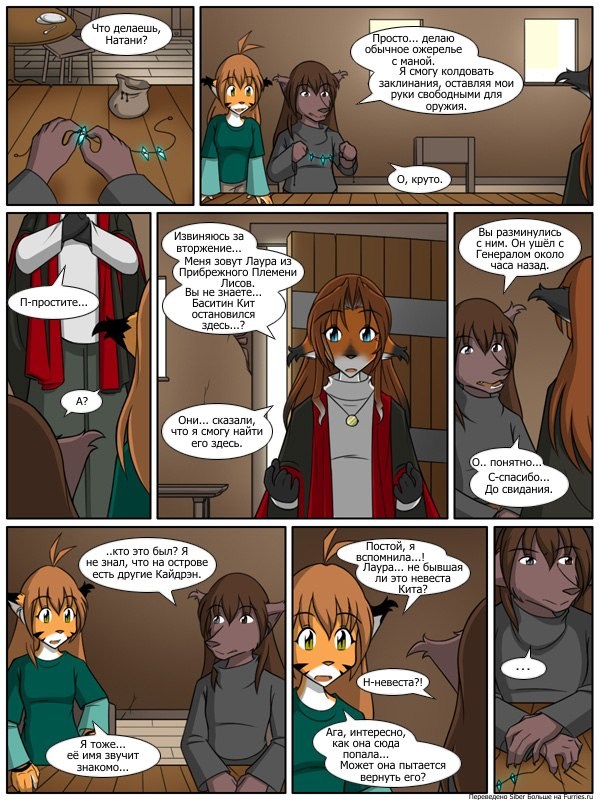 Что делаешь,
Натани?
Просто... делаю
обычное ожерелье
с маной.
Я смогу колдовать
заклинания, оставляя мои
руки свободными для
оружия.
О, круто.
П-простите...
А?
Извиняюсь за
вторжение...
Меня зовут Лаура из
Прибрежного Племени
Лисов.
Вы не знаете...
Баситин Кит
остановился
здесь...?
Они... сказали,
что я смогу найти
его здесь.
Вы разминулись
с ним. Он ушёл с
Генералом около
часа назад.
О.. понятно...
С-спасибо...
До свидания.
..кто это был? Я
не знал, что на острове
есть другие Кайдрэн.
Я тоже...
её имя звучит
знакомо...
Постой, я
вспомнила...!
Лаура... не бывшая
ли это невеста
Кита?
Н-невеста?!
Ага, интересно,
как она сюда
попала...
Может она пытается
вернуть его?
...
Переведено Siber Больше на Furries.ru